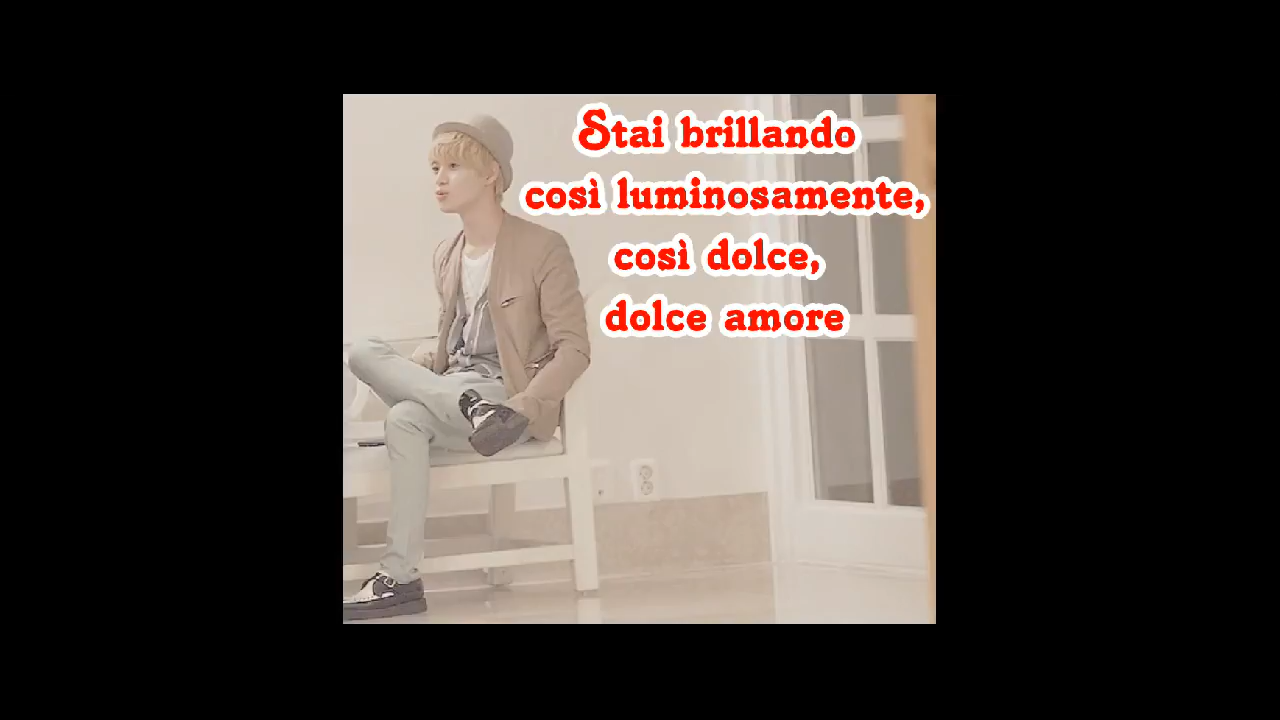 Stai brillando
così luminosamente,
così dolce,
dolce amore